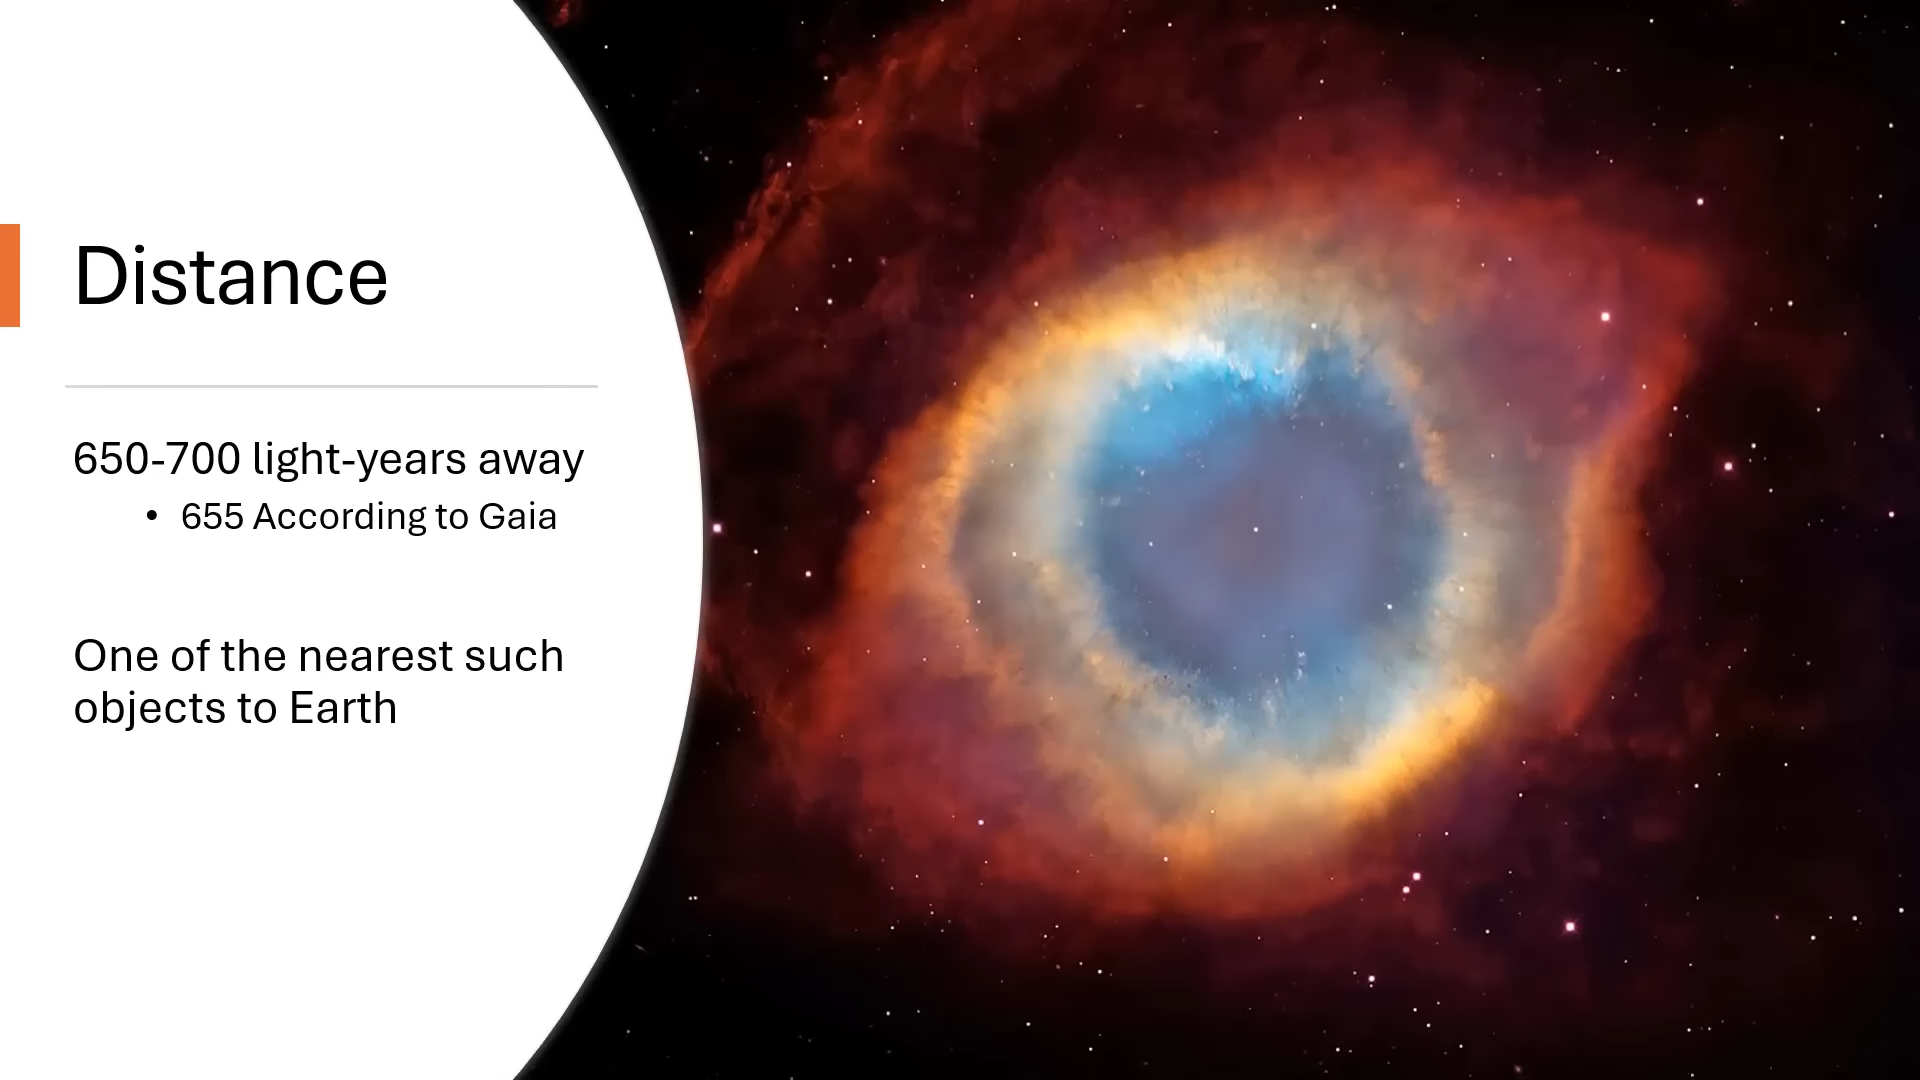 Distance
650-700 light-years away
• 655 According to Gaia
One of the nearest such
objects to Earth